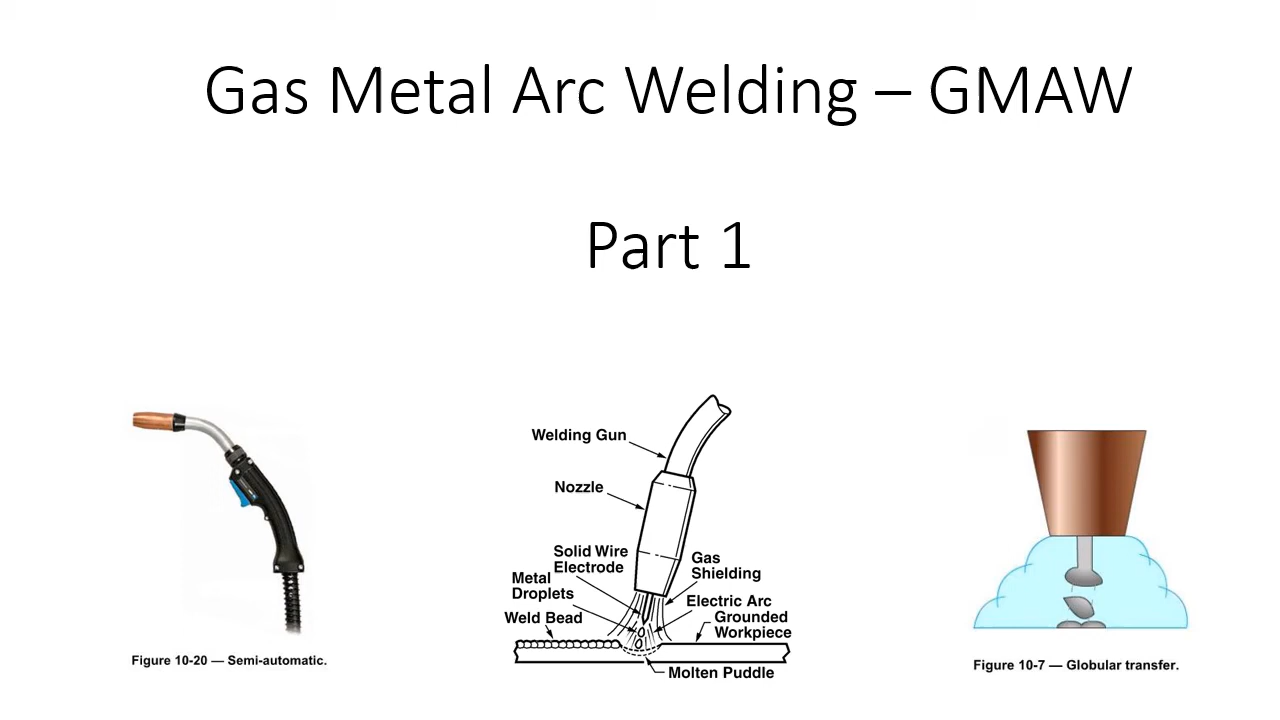 Gas Metal Arc Welding – GMAW
Part 1
Welding Gun
Nozzle
Solid Wire
Electrode
Metal
Droplets
Weld Bead
Gas
Shielding
Electric Arc
Grounded
Workpiece
Molten Puddle
Figure 10-20 — Semi-automatic.
Figure 10-7 — Globular transfer.